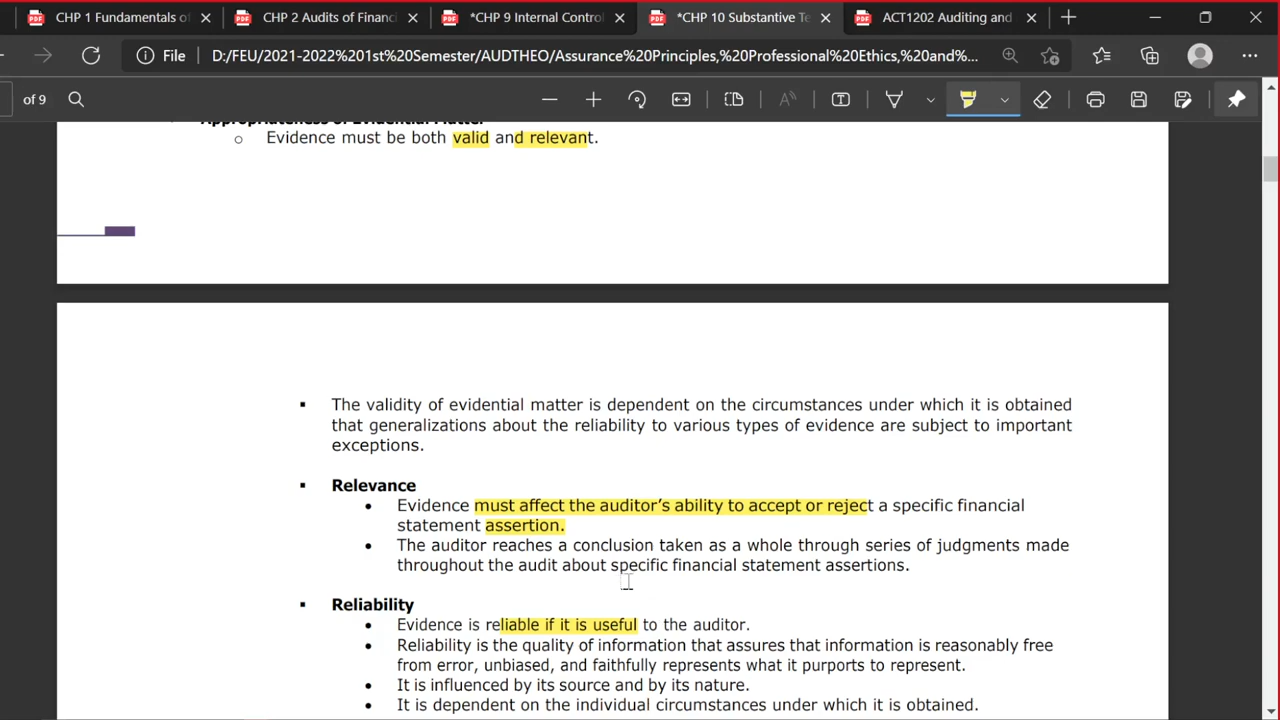 CHP 1 Fundamentals of
CHP 2 Audits of Financi
*CHP 9 Internal Control
*CHP 10 Substantive Te
ACT1202 Auditing and
File
D:/FEU/2021-2022%201st%20Semester/AUDTHEO/Assurance%20Principles,%20Professional%20Ethics,%20and%...
of 9
Appropriateness of Evidential Matter
Evidence must be both valid and relevant.
The validity of evidential matter is dependent on the circumstances under which it is obtained
that generalizations about the reliability to various types of evidence are subject to important
exceptions.
Relevance
Evidence must affect the auditor's ability to accept or reject a specific financial
statement assertion.
The auditor reaches a conclusion taken as a whole through series of judgments made
throughout the audit about specific financial statement assertions.
Reliability
Evidence is reliable if it is useful to the auditor.
Reliability is the quality of information that assures that information is reasonably free
from error, unbiased, and faithfully represents what it purports to represent.
It is influenced by its source and by its nature.
It is dependent on the individual circumstances under which it is obtained.